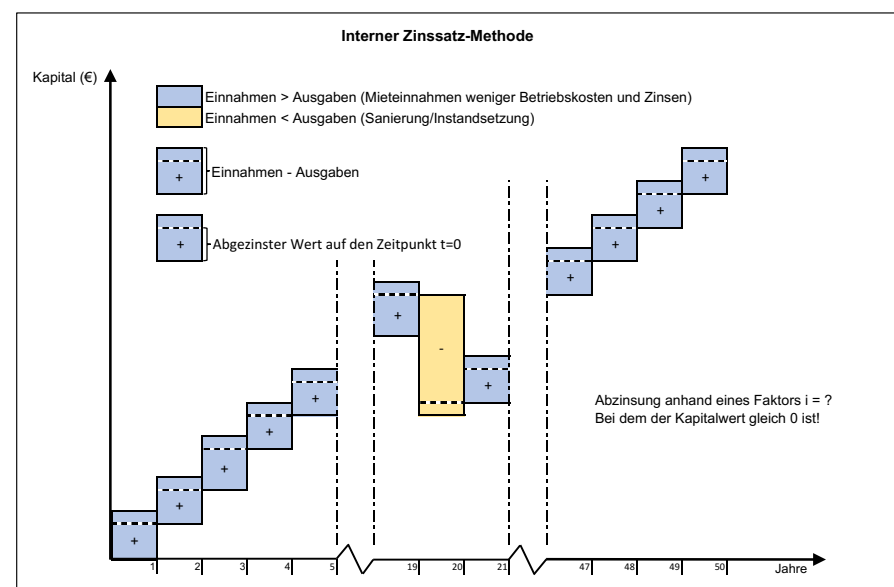 Interner Zinssatz-Methode
Kapital (€)
Einnahmen > Ausgaben (Mieteinnahmen weniger Betriebskosten und Zinsen)
Einnahmen < Ausgaben (Sanierung/Instandsetzung)
+
Einnahmen - Ausgaben
+
Abgezinster Wert auf den Zeitpunkt t=0
+
+
+
+
+
+
-
+
+
+
+
+
Abzinsung anhand eines Faktors i = ?
Bei dem der Kapitalwert gleich 0 ist!
1 2 3 4 5 19 20 21 47 48 49 50
Jahre